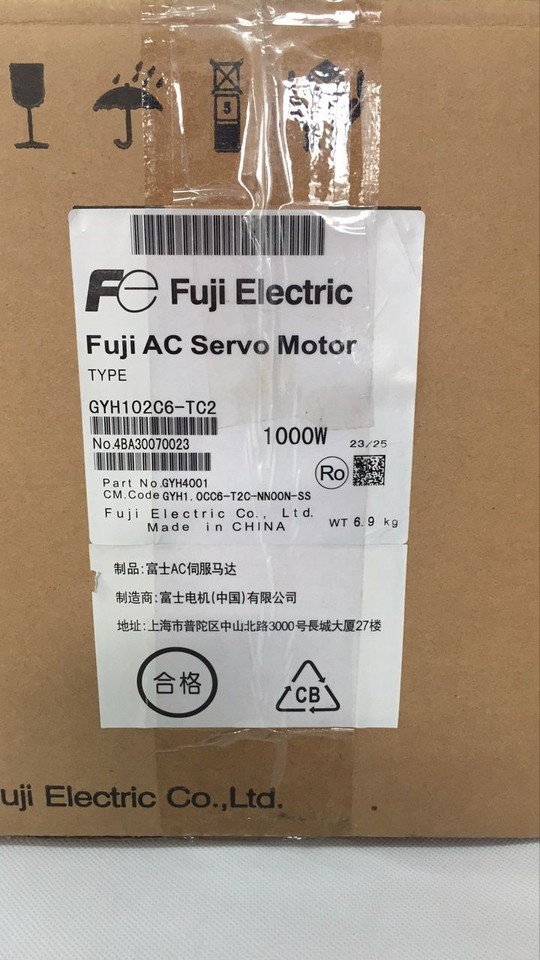 3
Fe Fuji Electric
Fuji AC Servo Motor
TYPE
GYH102C6-TC2
No.4BA30070023
1000W
23/25
Ro
Part No.GYH4001
CM.Code GYH1.0CC6-T2C-NN00N-SS
Fuji Electric Co., Ltd.
Made in CHINA
WT 6.9 kg
制品:富士AC伺服马达
制造商:富士电机(中国)有限公司
地址:上海市普陀区中山北路3000号長城大厦27楼
合格
CB
uji Electric Co.,Ltd.